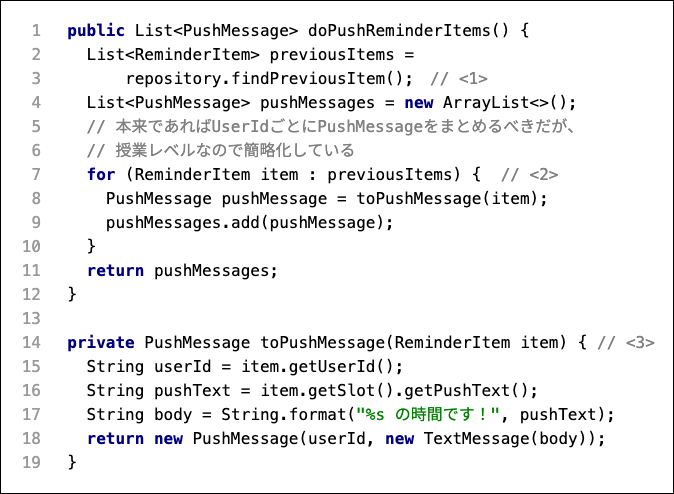 1 public List<PushMessage> doPushReminderItems() {
2   List<ReminderItem> previousItems =
3       repository.findPreviousItem();  // <1>
4   List<PushMessage> pushMessages = new ArrayList<>();
5   // 本来であればUserIdごとにPushMessageをまとめるべきだが、
6   // 授業レベルなので簡略化している
7   for (ReminderItem item : previousItems) {  // <2>
8     PushMessage pushMessage = toPushMessage(item);
9     pushMessages.add(pushMessage);
10   }
11   return pushMessages;
12 }
13
14 private PushMessage toPushMessage(ReminderItem item) { // <3>
15   String userId = item.getUserId();
16   String pushText = item.getSlot().getPushText();
17   String body = String.format("%s の時間です！", pushText);
18   return new PushMessage(userId, new TextMessage(body));
19 }